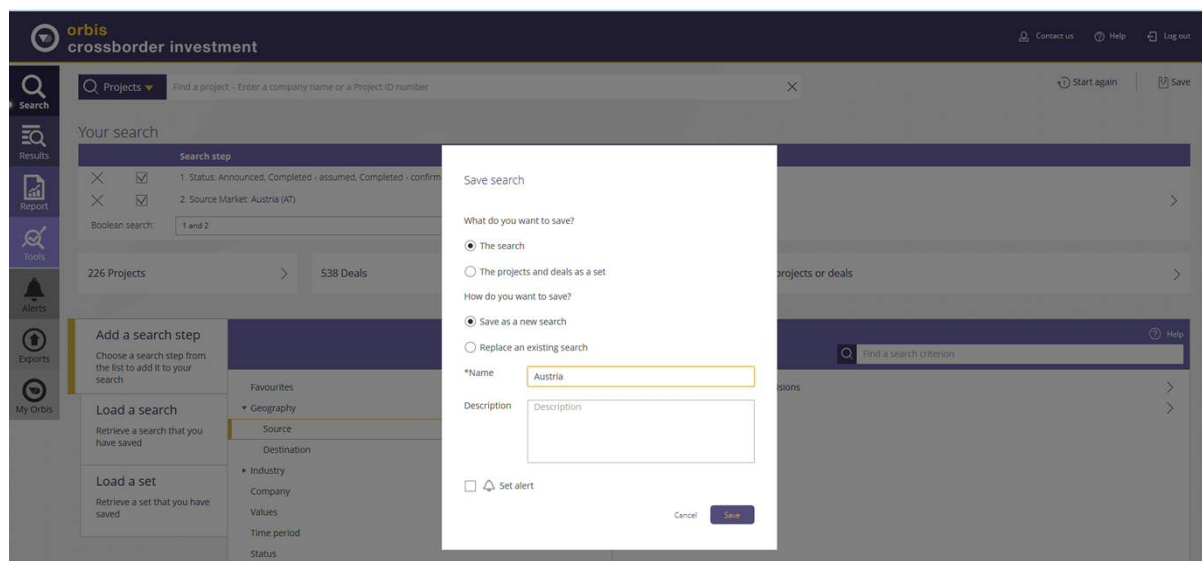 orbis
crossborder investment
Contact us
Help
Log out
Search
Results
Report
Tools
Alerts
Exports
My Orbis
Projects
Find a project - Enter a company name or a Project ID number
Start again
Save
Your search
Search step
1. Status: Announced, Completed - assumed, Completed - confirm
2. Source Market: Austria (AT)
Boolean search:
1 and 2
226 Projects
538 Deals
projects or deals
Add a search step
Choose a search step from
the list to add it to your
search
Load a search
Retrieve a search that you
have saved
Load a set
Retrieve a set that you have
saved
Favourites
Geography
Source
Destination
Industry
Company
Values
Time period
Status
Help
Find a search criterion
isions
Save search
What do you want to save?
The search
The projects and deals as a set
How do you want to save?
Save as a new search
Replace an existing search
*Name
Austria
Description
Description
Set alert
Cancel
Save